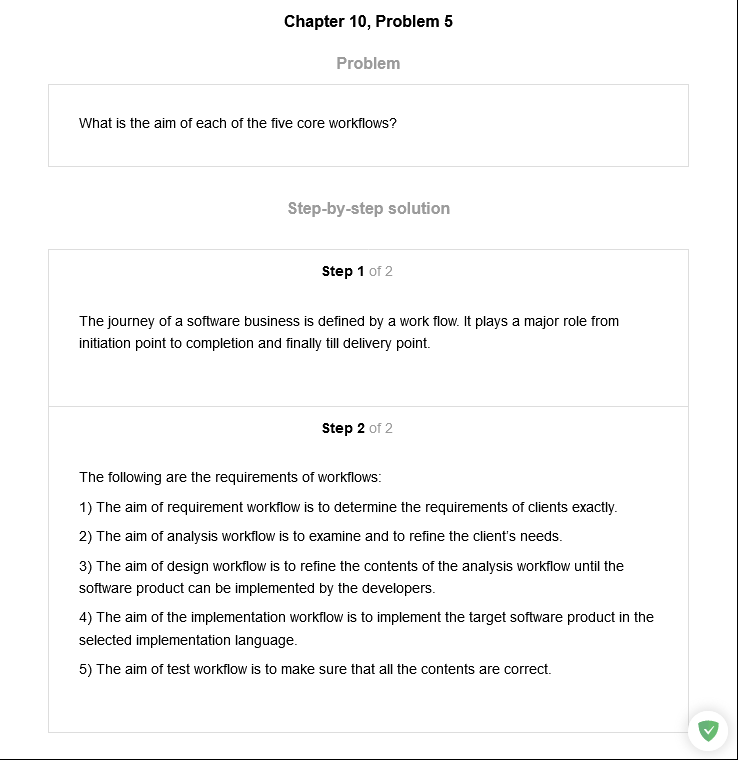 Chapter 10, Problem 5
Problem
What is the aim of each of the five core workflows?
Step-by-step solution
Step 1 of 2
The journey of a software business is defined by a work flow. It plays a major role from
initiation point to completion and finally till delivery point.
Step 2 of 2
The following are the requirements of workflows:
1) The aim of requirement workflow is to determine the requirements of clients exactly.
2) The aim of analysis workflow is to examine and to refine the client's needs.
3) The aim of design workflow is to refine the contents of the analysis workflow until the
software product can be implemented by the developers.
4) The aim of the implementation workflow is to implement the target software product in the
selected implementation language.
5) The aim of test workflow is to make sure that all the contents are correct.